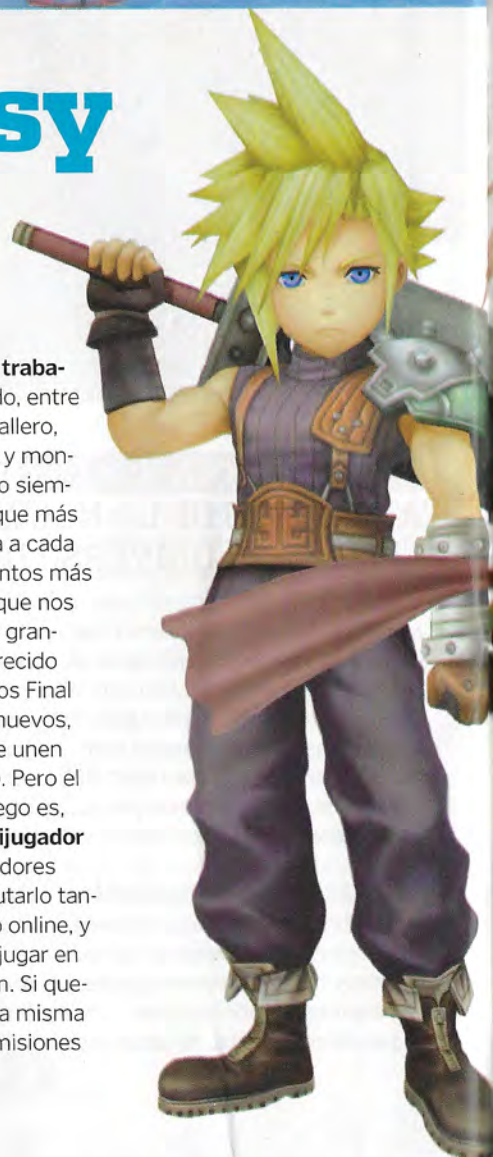 sy
traba-
do, entre
allero,
y mon-
o siem-
que más
a a cada
ntos más
que nos
gran-
recido
os Final
nuevos,
e unen
. Pero el
ego es,
ijugador
dores
utarlo tan-
o online, y
jugar en
n. Si que-
a misma
misiones